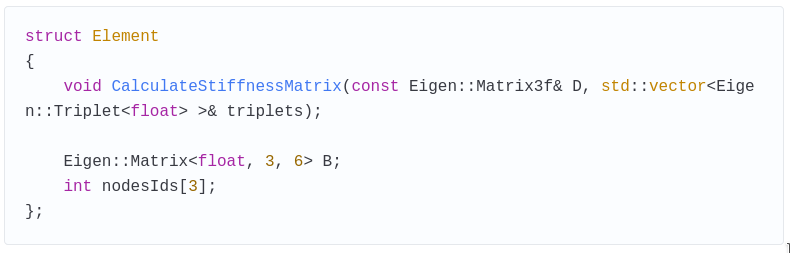 struct Element
{
    void CalculateStiffnessMatrix(const Eigen::Matrix3f& D, std::vector<Eige
n::Triplet<float> >& triplets);

    Eigen::Matrix<float, 3, 6> B;
    int nodesIds[3];
};